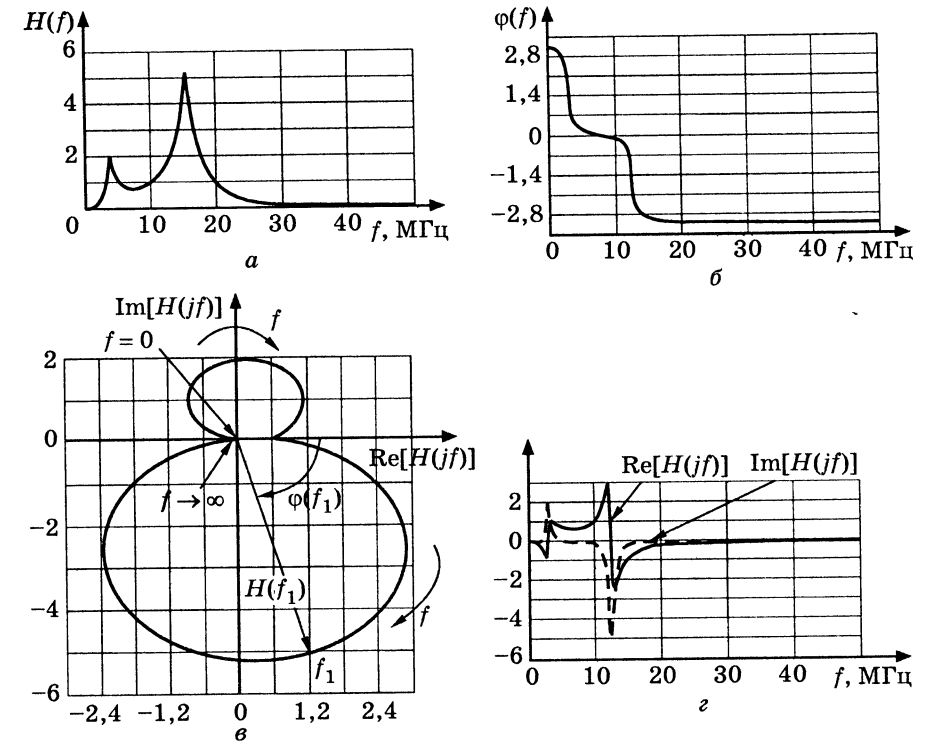 H(f)
6
4
2
0 10 20 30 40 f, МГц
а
φ(f)
2,8
1,4
0
−1,4
−2,8
0 10 20 30 40 f, МГц
б
Im[H(jf)]
f
f=0
2
0
Re[H(jf)]
f→∞
φ(f₁)
−2
H(f₁)
−4
f
f₁
−6
−2,4 −1,2 0 1,2 2,4
в
Re[H(jf)] Im[H(jf)]
2
0
−2
−4
−6
0 10 20 30 40 f, МГц
г